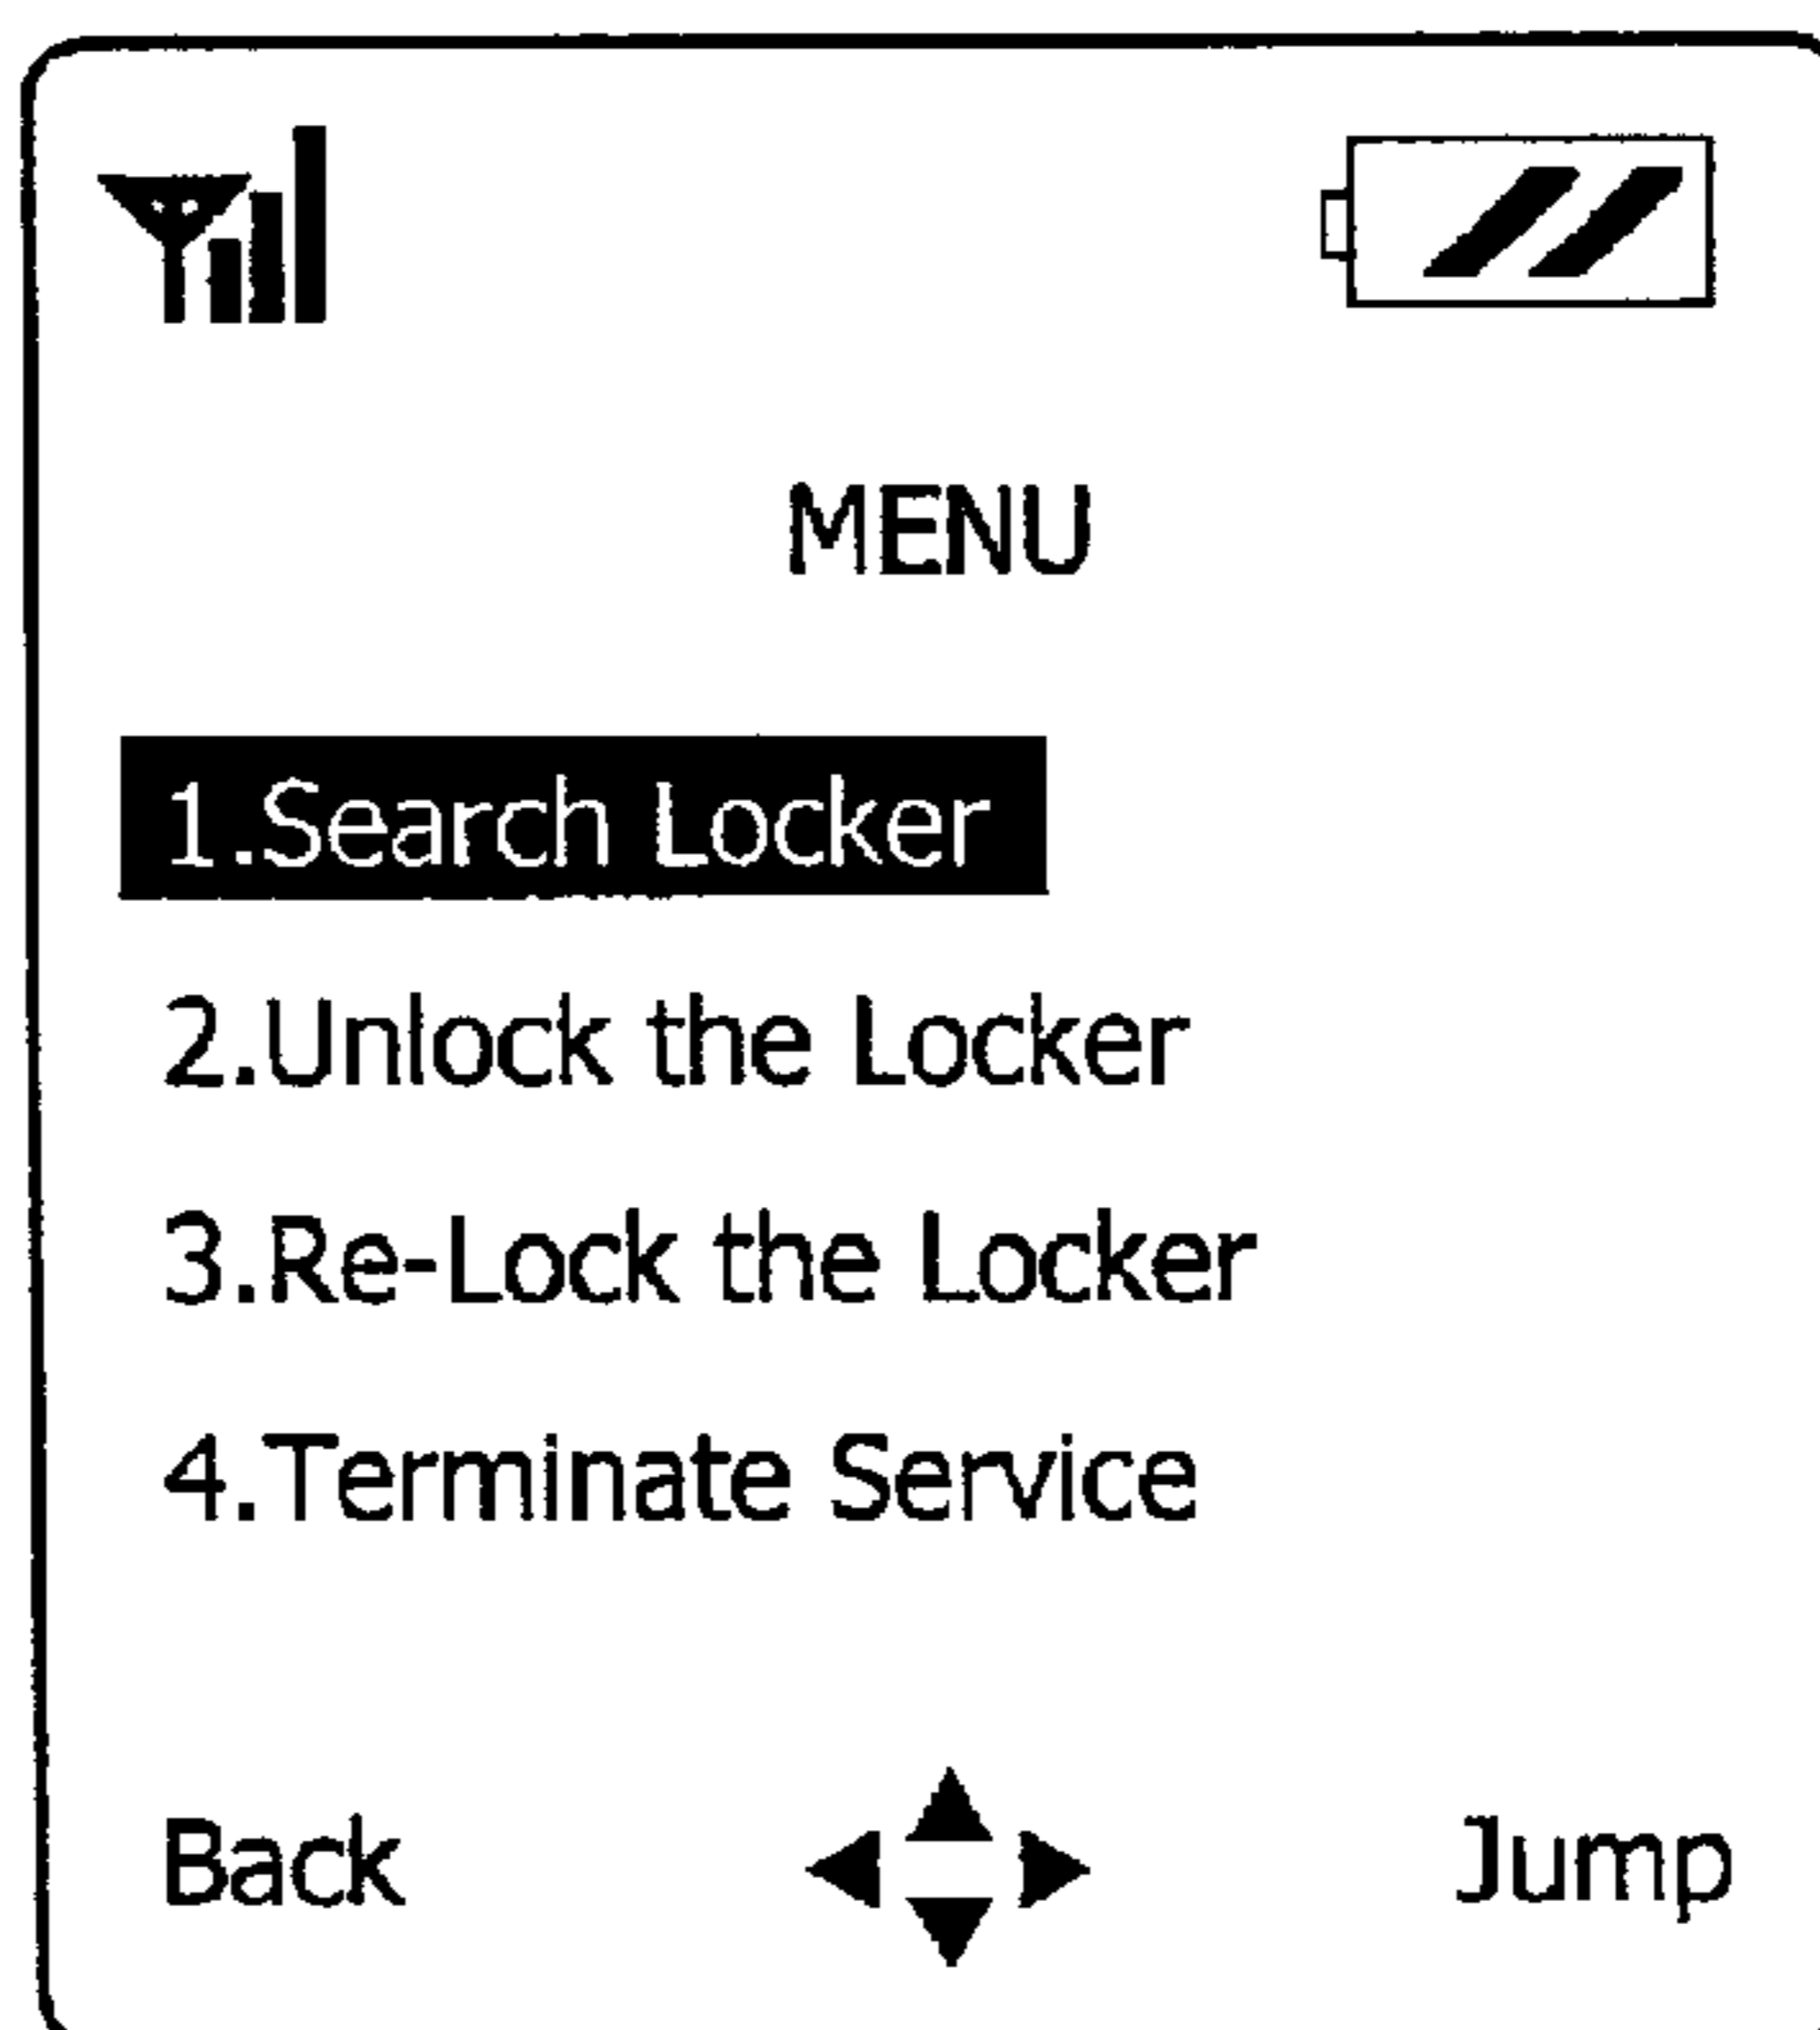 MENU
1.Search Locker
2.Unlock the Locker
3.Re-Lock the Locker
4.Terminate Service
Back Jump